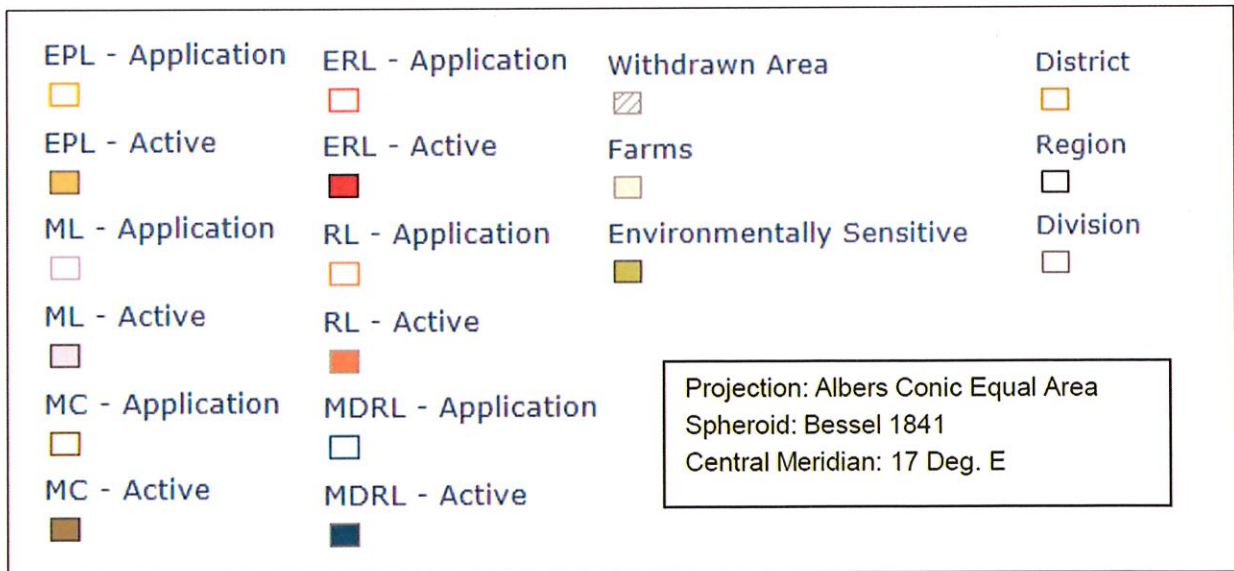 EPL - Application
EPL - Active
ML - Application
ML - Active
MC - Application
MC - Active
ERL - Application
ERL - Active
RL - Application
RL - Active
MDRL - Application
MDRL - Active
Withdrawn Area
Farms
Environmentally Sensitive
District
Region
Division
Projection: Albers Conic Equal Area
Spheroid: Bessel 1841
Central Meridian: 17 Deg. E